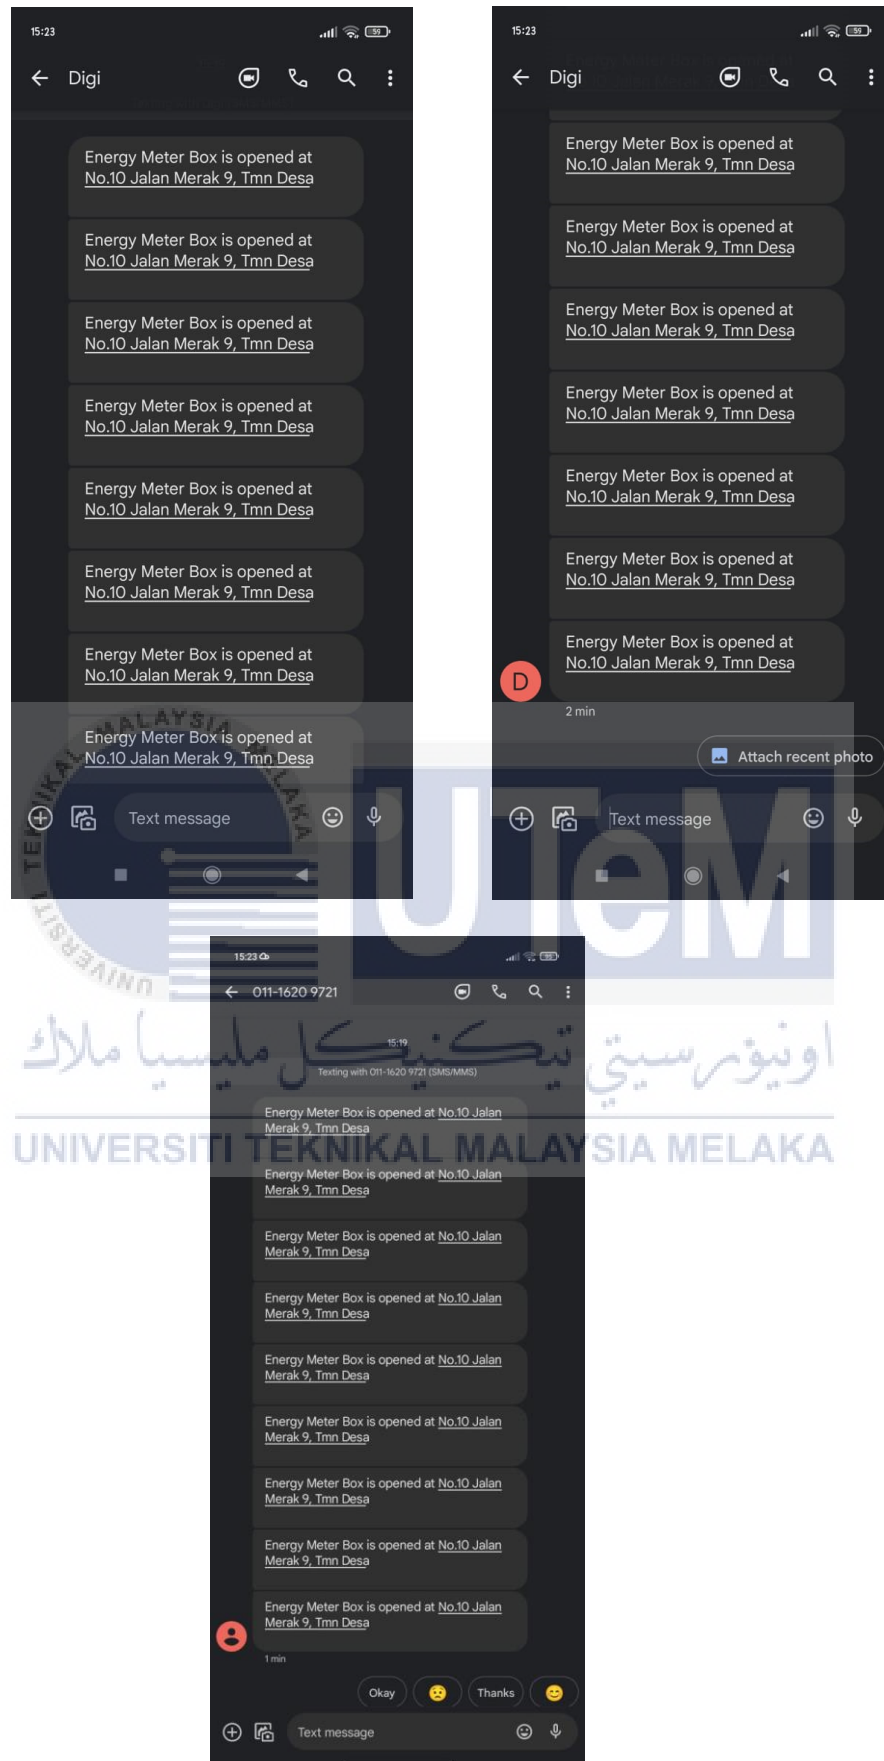 15:23
59
Digi
Energy Meter Box is opened at
No.10 Jalan Merak 9, Tmn Desa
Energy Meter Box is opened at
No.10 Jalan Merak 9, Tmn Desa
Energy Meter Box is opened at
No.10 Jalan Merak 9, Tmn Desa
Energy Meter Box is opened at
No.10 Jalan Merak 9, Tmn Desa
Energy Meter Box is opened at
No.10 Jalan Merak 9, Tmn Desa
Energy Meter Box is opened at
No.10 Jalan Merak 9, Tmn Desa
Energy Meter Box is opened at
No.10 Jalan Merak 9, Tmn Desa
Energy Meter Box is opened at
No.10 Jalan Merak 9, Tmn Desa
Text message
15:23
59
Digi
Energy Meter Box is opened at
No.10 Jalan Merak 9, Tmn Desa
Energy Meter Box is opened at
No.10 Jalan Merak 9, Tmn Desa
Energy Meter Box is opened at
No.10 Jalan Merak 9, Tmn Desa
Energy Meter Box is opened at
No.10 Jalan Merak 9, Tmn Desa
Energy Meter Box is opened at
No.10 Jalan Merak 9, Tmn Desa
Energy Meter Box is opened at
No.10 Jalan Merak 9, Tmn Desa
Energy Meter Box is opened at
No.10 Jalan Merak 9, Tmn Desa
D
2 min
Attach recent photo
Text message
UNIVERSITI TEKNIKAL MALAYSIA MELAKA
UTeM
اونيۏرسيتي تيكنيكل مليسيا ملاك
UNIVERSITI TEKNIKAL MALAYSIA MELAKA
15:23
59
011-1620 9721
15:19
Texting with 011-1620 9721 (SMS/MMS)
Energy Meter Box is opened at No.10 Jalan
Merak 9, Tmn Desa
Energy Meter Box is opened at No.10 Jalan
Merak 9, Tmn Desa
Energy Meter Box is opened at No.10 Jalan
Merak 9, Tmn Desa
Energy Meter Box is opened at No.10 Jalan
Merak 9, Tmn Desa
Energy Meter Box is opened at No.10 Jalan
Merak 9, Tmn Desa
Energy Meter Box is opened at No.10 Jalan
Merak 9, Tmn Desa
Energy Meter Box is opened at No.10 Jalan
Merak 9, Tmn Desa
Energy Meter Box is opened at No.10 Jalan
Merak 9, Tmn Desa
Energy Meter Box is opened at No.10 Jalan
Merak 9, Tmn Desa
1 min
Okay
Thanks
Text message